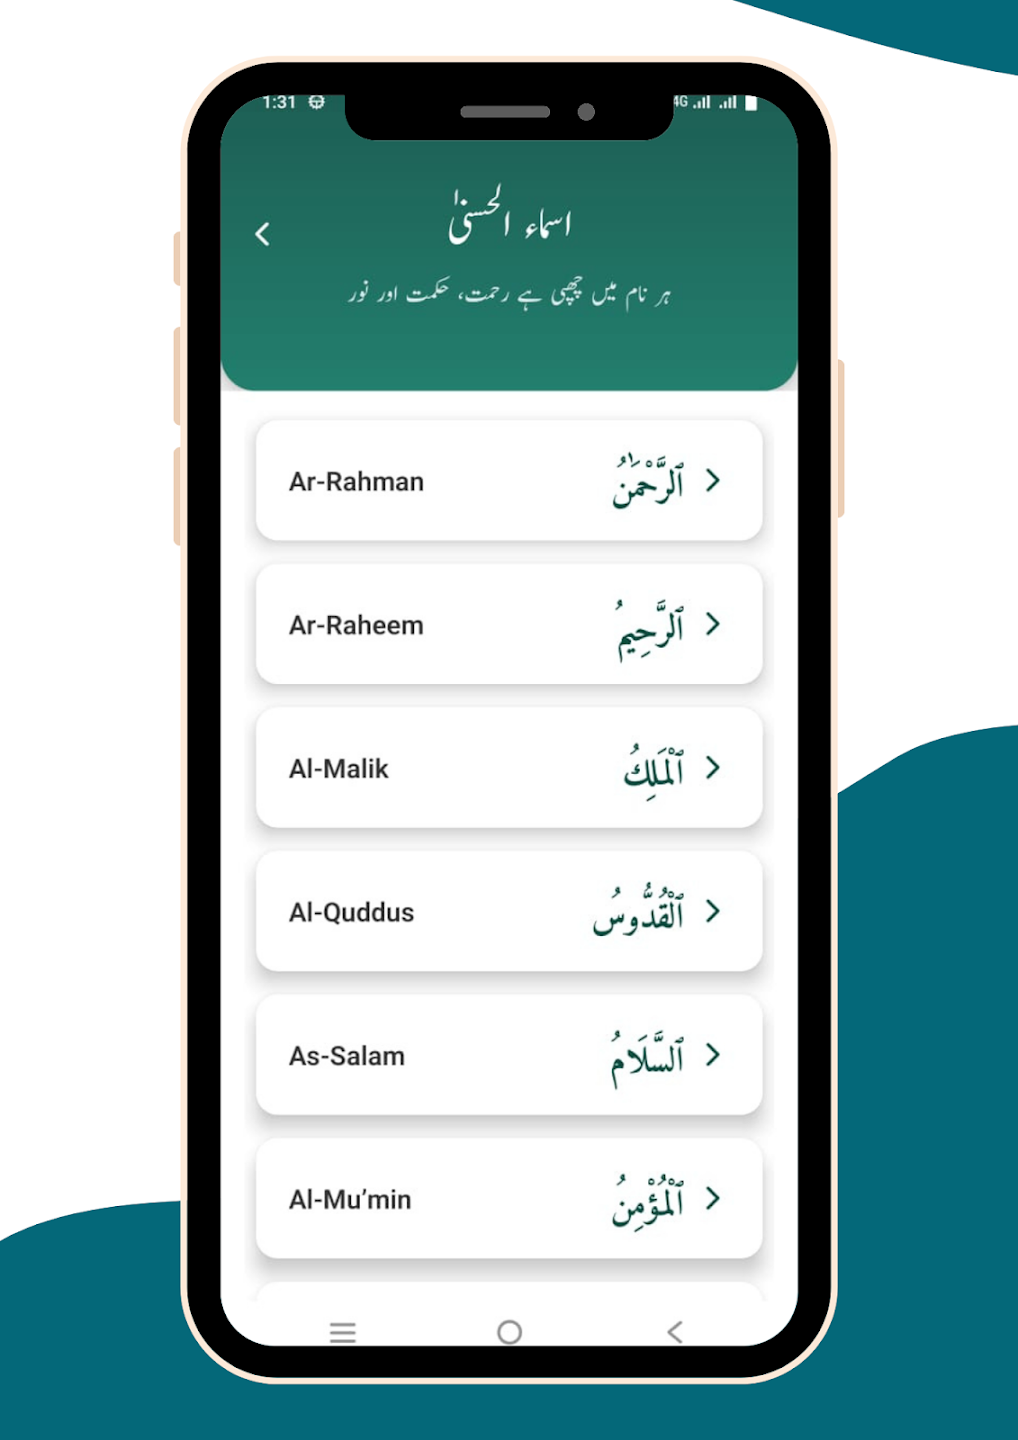 1:31 4G
اسماء الحسنیٰ
ہر نام میں چھپی ہے رحمت، حکمت اور نور
Ar-Rahman ٱلرَّحْمَٰنُ
Ar-Raheem ٱلرَّحِيمُ
Al-Malik ٱلْمَلِكُ
Al-Quddus ٱلْقُدُّوسُ
As-Salam ٱلسَّلَامُ
Al-Mu’min ٱلْمُؤْمِنُ